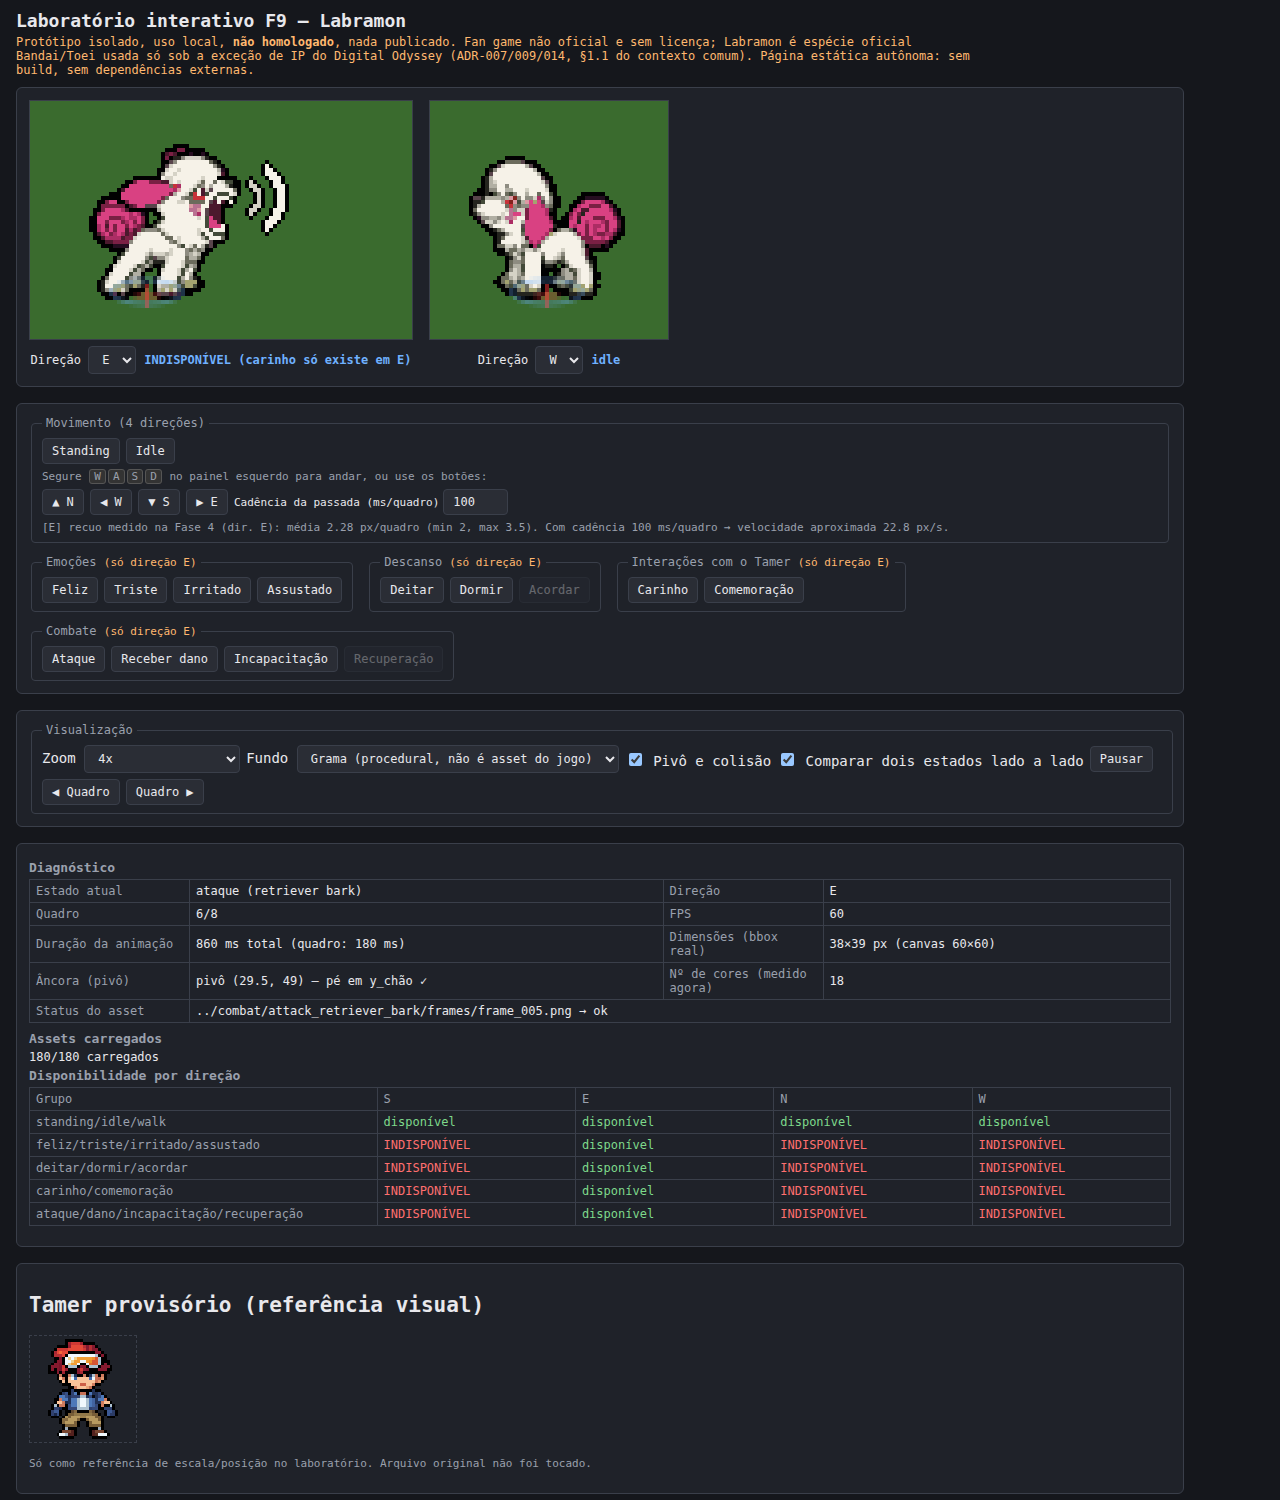 Laboratório interativo F9 — Labramon
Protótipo isolado, uso local, não homologado, nada publicado. Fan game não oficial e sem licença; Labramon é espécie oficial
Bandai/Toei usada só sob a exceção de IP do Digital Odyssey (ADR-007/009/014, §1.1 do contexto comum). Página estática autônoma: sem
build, sem dependências externas.
Direção E INDISPONÍVEL (carinho só existe em E) Direção W idle
Movimento (4 direções)
Standing Idle
Segure W A S D no painel esquerdo para andar, ou use os botões:
▲ N ◀ W ▼ S ▶ E Cadência da passada (ms/quadro) 100
[E] recuo medido na Fase 4 (dir. E): média 2.28 px/quadro (min 2, max 3.5). Com cadência 100 ms/quadro → velocidade aproximada 22.8 px/s.
Emoções (só direção E) Descanso (só direção E) Interações com o Tamer (só direção E)
Feliz Triste Irritado Assustado Deitar Dormir Acordar Carinho Comemoração
Combate (só direção E)
Ataque Receber dano Incapacitação Recuperação
Visualização
Zoom 4x Fundo Grama (procedural, não é asset do jogo) Pivô e colisão Comparar dois estados lado a lado Pausar
◀ Quadro Quadro ▶
Diagnóstico
Estado atual ataque (retriever bark) Direção E
Quadro 6/8 FPS 60
Duração da animação 860 ms total (quadro: 180 ms) Dimensões (bbox real) 38×39 px (canvas 60×60)
Âncora (pivô) pivô (29.5, 49) — pé em y_chão ✓ Nº de cores (medido agora) 18
Status do asset ../combat/attack_retriever_bark/frames/frame_005.png → ok
Assets carregados
180/180 carregados
Disponibilidade por direção
Grupo S E N W
standing/idle/walk disponível disponível disponível disponível
feliz/triste/irritado/assustado INDISPONÍVEL disponível INDISPONÍVEL INDISPONÍVEL
deitar/dormir/acordar INDISPONÍVEL disponível INDISPONÍVEL INDISPONÍVEL
carinho/comemoração INDISPONÍVEL disponível INDISPONÍVEL INDISPONÍVEL
ataque/dano/incapacitação/recuperação INDISPONÍVEL disponível INDISPONÍVEL INDISPONÍVEL
Tamer provisório (referência visual)
Só como referência de escala/posição no laboratório. Arquivo original não foi tocado.